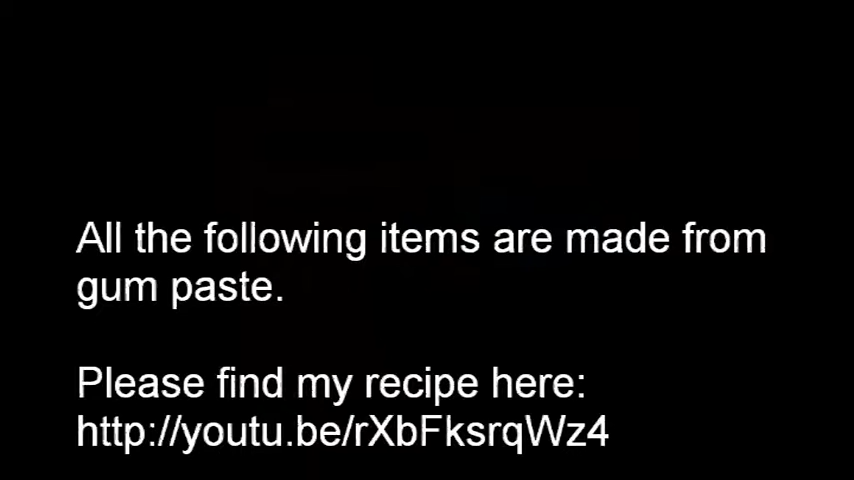 All the following items are made from
gum paste.
Please find my recipe here:
http://youtu.be/rXbFksrqWz4